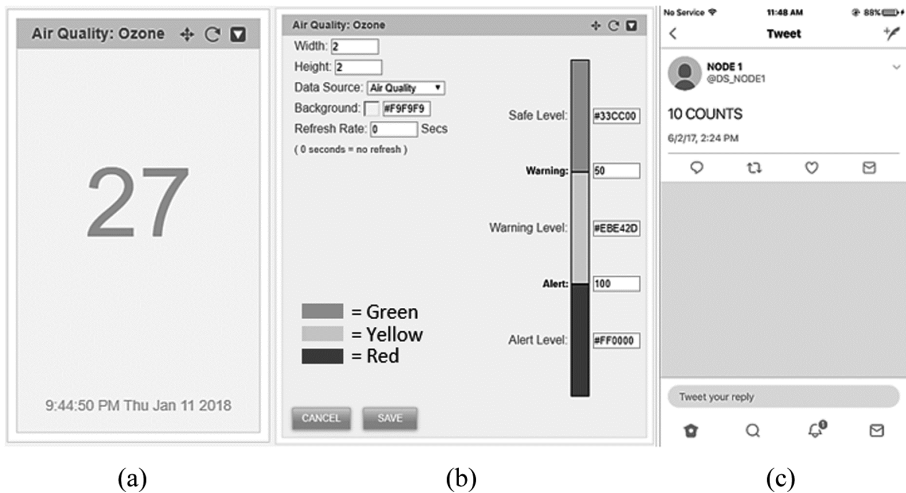 Air Quality: Ozone
27
9:44:50 PM Thu Jan 11 2018
(a)
Air Quality: Ozone
Width: 2
Height: 2
Data Source: Air Quality
Background: #F9F9F9
Refresh Rate: 0 Secs
( 0 seconds = no refresh )
Safe Level: #33CC00
Warning: 50
Warning Level: #EBE42D
Alert: 100
Alert Level: #FF0000
= Green
= Yellow
= Red
CANCEL SAVE
(b)
No Service 11:48 AM 88%
Tweet
NODE 1
@DS_NODE1
10 COUNTS
6/2/17, 2:24 PM
Tweet your reply
(c)